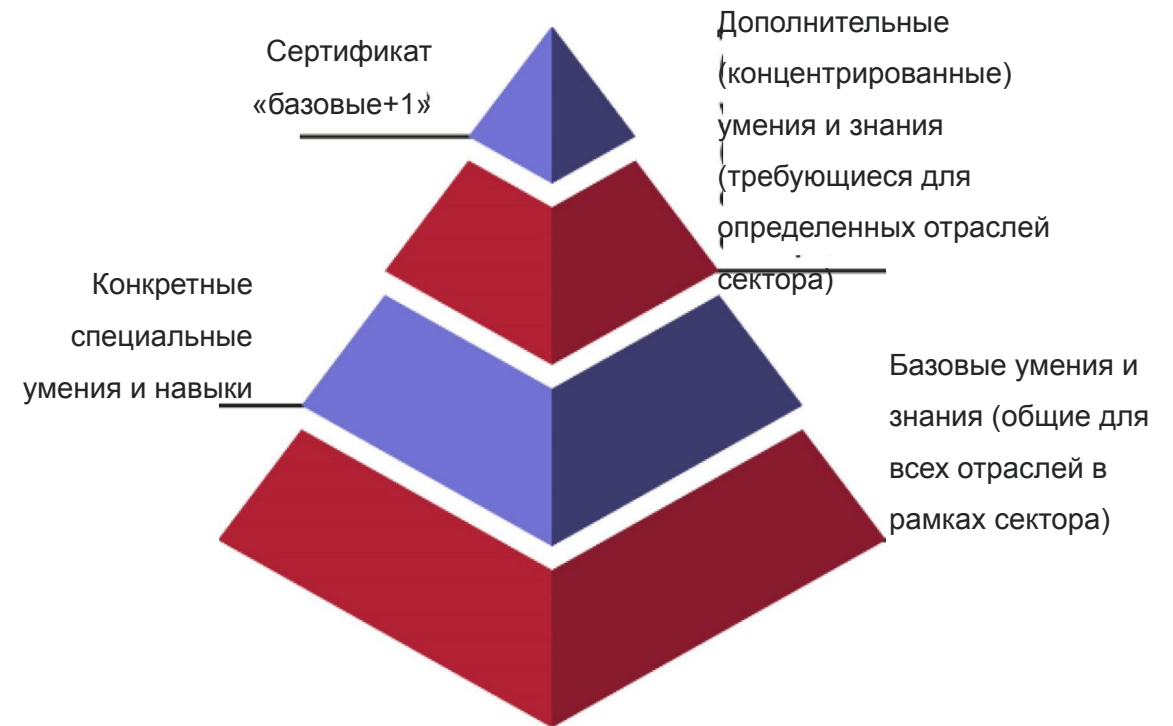 Сертификат
«базовые+1»
Дополнительные
(концентрированные)
умения и знания
(требующиеся для
определенных отраслей
сектора)
Конкретные
специальные
умения и навыки
Базовые умения и
знания (общие для
всех отраслей в
рамках сектора)